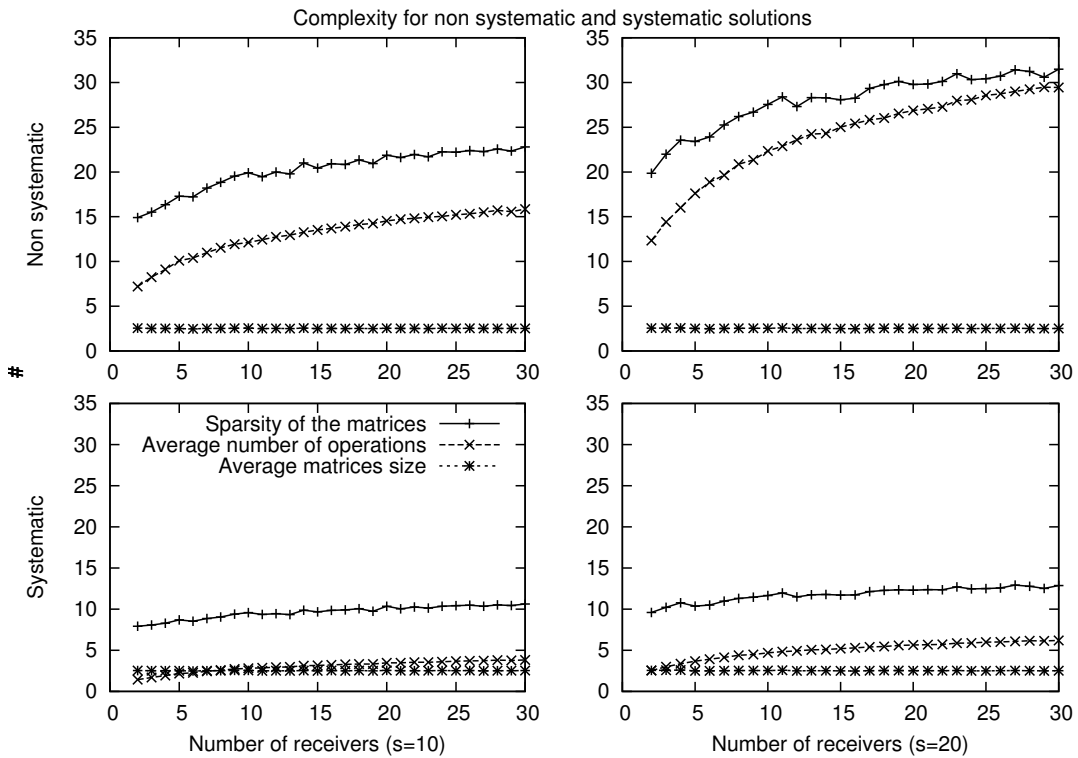 Complexity for non systematic and systematic solutions
Non systematic
35
30
25
20
15
10
5
0
0 5 10 15 20 25 30
35
30
25
20
15
10
5
0
0 5 10 15 20 25 30
#
Systematic
35
30
25
20
15
10
5
0
Sparsity of the matrices
Average number of operations
Average matrices size
0 5 10 15 20 25 30
Number of receivers (s=10)
35
30
25
20
15
10
5
0
0 5 10 15 20 25 30
Number of receivers (s=20)